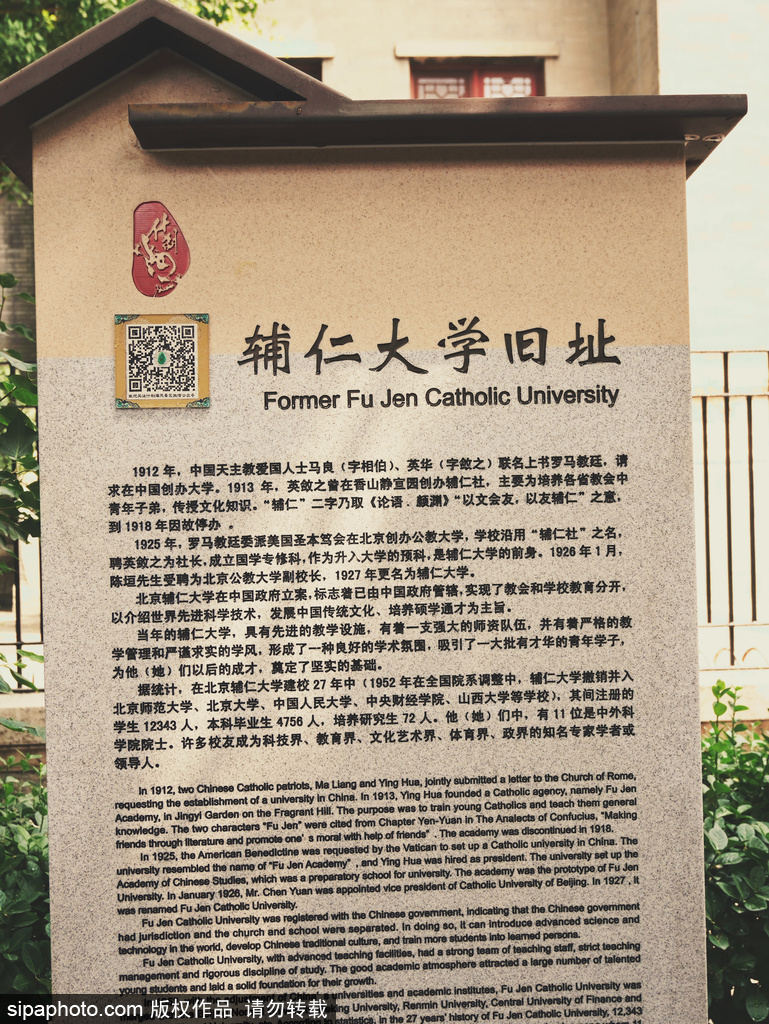 什刹海
辅仁大学旧址
Former Fu Jen Catholic University
1912 年，中国天主教爱国人士马良（字相伯）、英华（字敛之）联名上书罗马教廷，请
求在中国创办大学。1913 年，英敛之曾在香山静宜园创办辅仁社，主要为培养各省教会中
青年子弟，传授文化知识。“辅仁”二字乃取《论语．颜渊》“以文会友，以友辅仁”之意，
到 1918 年因故停办 。
1925 年，罗马教廷委派美国圣本笃会在北京创办公教大学，学校沿用“辅仁社”之名，
聘英敛之为社长，成立国学专修科，作为升入大学的预科，是辅仁大学的前身。1926 年 1 月，
陈垣先生受聘为北京公教大学副校长，1927 年更名为辅仁大学。
北京辅仁大学在中国政府立案，标志着已由中国政府管辖，实现了教会和学校教育分开，
以介绍世界先进科学技术，发展中国传统文化、培养硕学通才为主旨。
当年的辅仁大学，具有先进的教学设施，有着一支强大的师资队伍，并有着严格的教
学管理和严谨求实的学风，形成了一种良好的学术氛围，吸引了一大批有才华的青年学子，
为他（她）们以后的成才，奠定了坚实的基础。
据统计，在北京辅仁大学建校 27 年中（1952 年在全国院系调整中，辅仁大学撤销并入
北京师范大学、北京大学、中国人民大学、中央财经学院、山西大学等学校），其间注册的
学生 12343 人，本科毕业生 4756 人，培养研究生 72 人。他（她）们中，有 11 位是中外科
学院院士。许多校友成为科技界、教育界、文化艺术界、体育界、政界的知名专家学者或
领导人。
In 1912, two Chinese Catholic patriots, Ma Liang and Ying Hua, jointly submitted a letter to the Church of Rome,
requesting the establishment of a university in China. In 1913, Ying Hua founded a Catholic agency, namely Fu Jen
Academy, in Jingyi Garden on the Fragrant Hill. The purpose was to train young Catholics and teach them general
knowledge. The two characters “Fu Jen” were cited from Chapter Yen-Yuan in The Analects of Confucius, “Making
friends through literature and promote one’s moral with help of friends” . The academy was discontinued in 1918.
In 1925, the American Benedictine was requested by the Vatican to set up a Catholic university in China. The
university resembled the name of “Fu Jen Academy” , and Ying Hua was hired as president. The university set up the
Academy of Chinese Studies, which was a preparatory school for university. The academy was the prototype of Fu Jen
University. In January 1926, Mr. Chen Yuan was appointed vice president of Catholic University of Beijing. In 1927 , it
was renamed Fu Jen Catholic University.
Fu Jen Catholic University was registered with the Chinese government, indicating that the Chinese government
had jurisdiction and the church and school were separated. In doing so, it can introduce advanced science and
technology in the world, develop Chinese traditional culture, and train more students into learned persons.
Fu Jen Catholic University, with advanced teaching facilities, had a strong team of teaching staff, strict teaching
management and rigorous discipline of study. The good academic atmosphere attracted a large number of talented
young students and laid a solid foundation for their growth.
universities and academic institutes, Fu Jen Catholic University was
University, Renmin University, Central University of Finance and
statistics, in the 27 years' history of Fu Jen Catholic University, 12,343
sipaphoto.com 版权作品 请勿转载